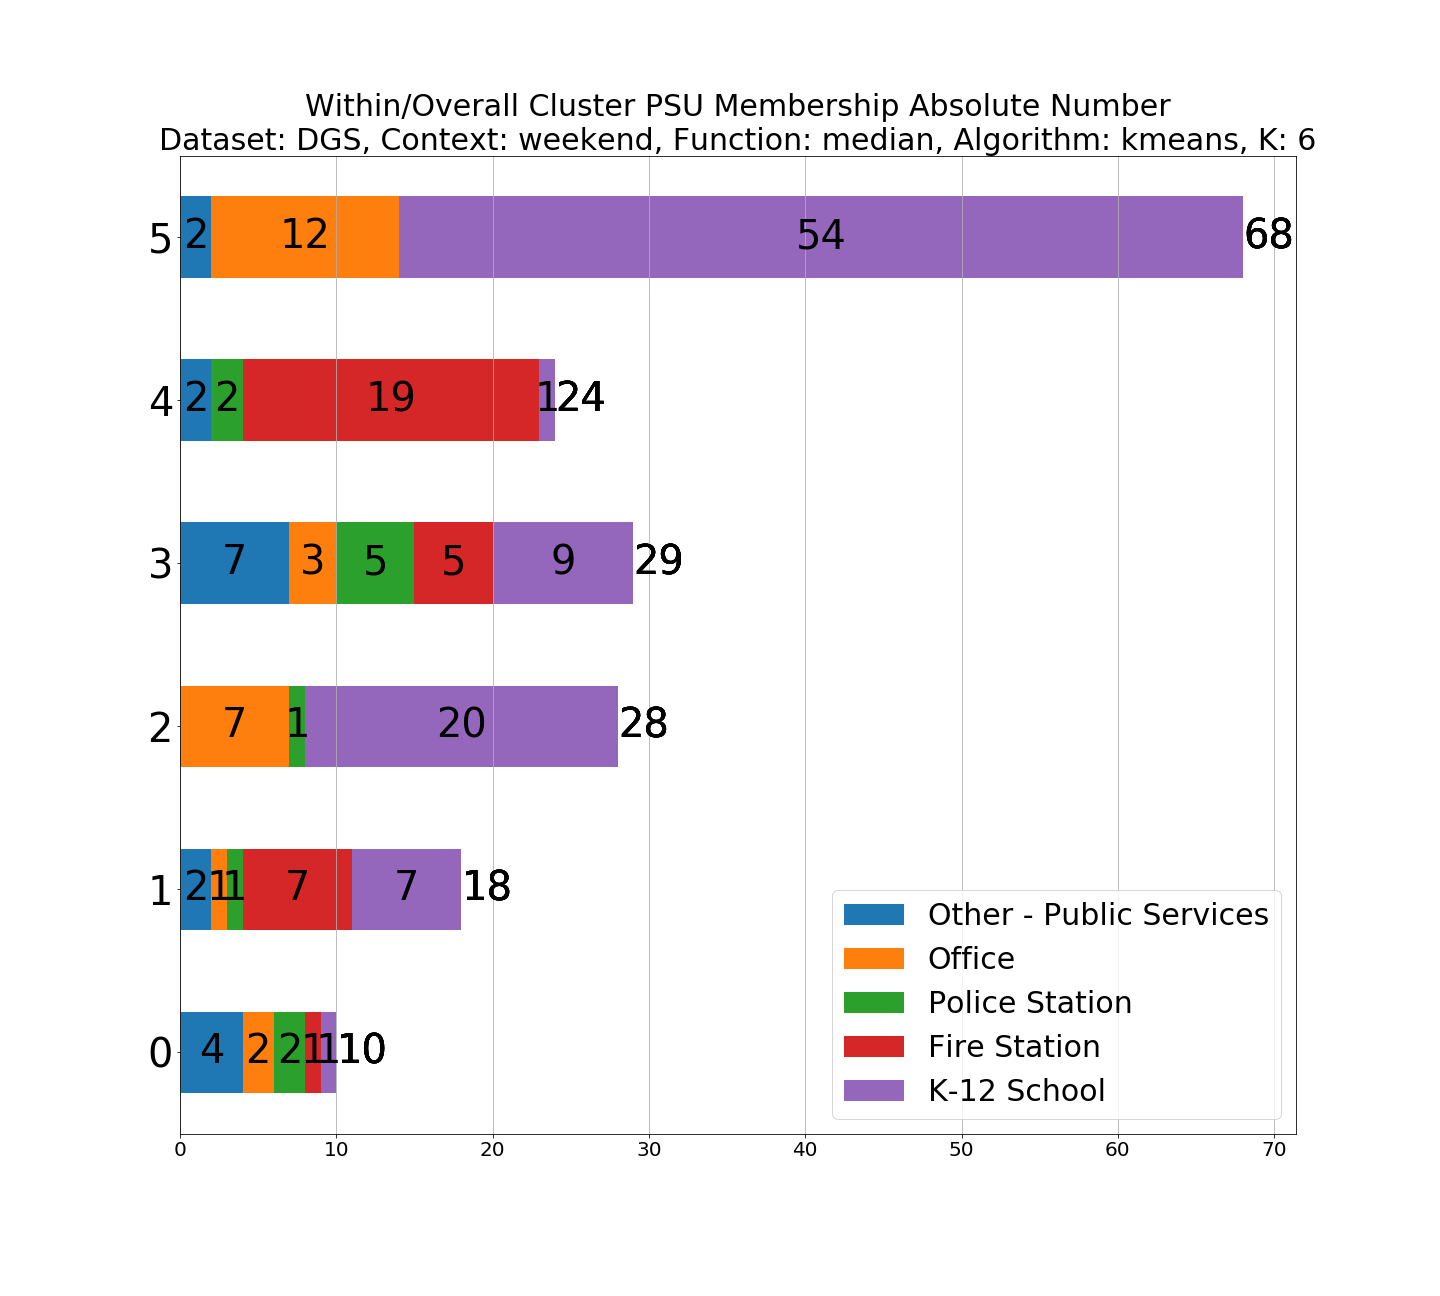 Within/Overall Cluster PSU Membership Absolute Number
Dataset: DGS, Context: weekend, Function: median, Algorithm: kmeans, K: 6
5 2 12 54 68
4 2 2 19 1 24
3 7 3 5 5 9 29
2 7 1 20 28
1 2 1 1 7 7 18
0 4 2 2 1 1 10
Other - Public Services
Office
Police Station
Fire Station
K-12 School
0 10 20 30 40 50 60 70